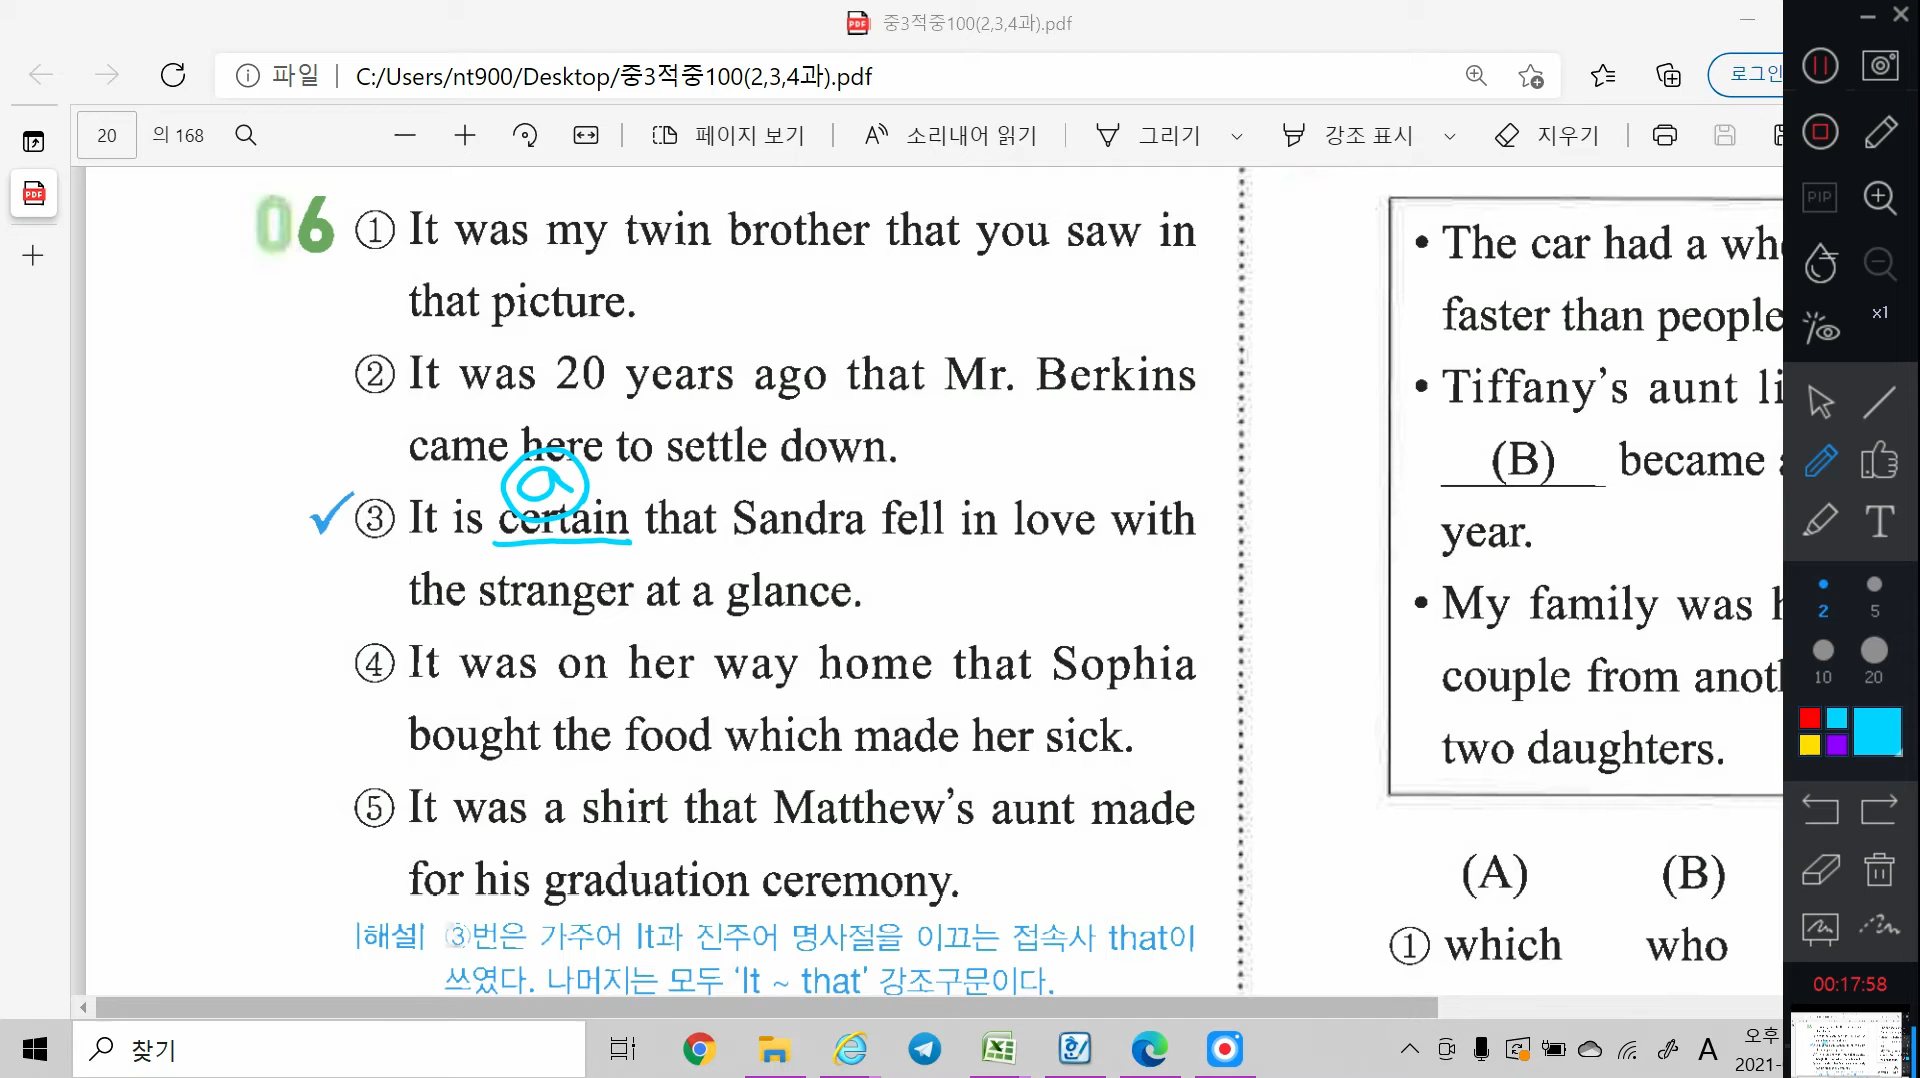 중3적중100(2,3,4과).pdf
파일 | C:/Users/nt900/Desktop/중3적중100(2,3,4과).pdf
로그인
20 의 168
페이지 보기
소리내어 읽기
그리기
강조 표시
지우기
06 ① It was my twin brother that you saw in
that picture.
② It was 20 years ago that Mr. Berkins
came here to settle down.
a
③ It is certain that Sandra fell in love with
the stranger at a glance.
④ It was on her way home that Sophia
bought the food which made her sick.
⑤ It was a shirt that Matthew's aunt made
for his graduation ceremony.
|해설| ③번은 가주어 It과 진주어 명사절을 이끄는 접속사 that이
쓰였다. 나머지는 모두 'It ~ that' 강조구문이다.
• The car had a wh
faster than people
• Tiffany's aunt li
(B) became
year.
• My family was
couple from anot
two daughters.
(A) (B)
① which who
PIP
x1
T
2 5
10 20
00:17:58
찾기
A
오후
2021-